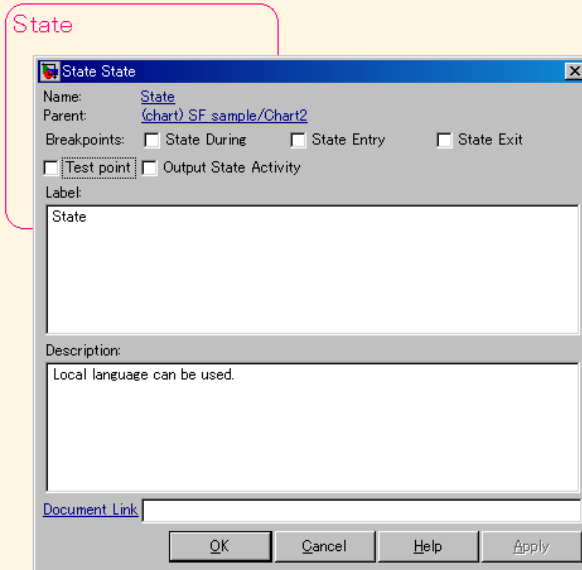 State
State State
Name: State
Parent: (chart) SF sample/Chart2
Breakpoints: State During State Entry State Exit
Test point Output State Activity
Label:
State
Description:
Local language can be used.
Document Link
OK Cancel Help Apply